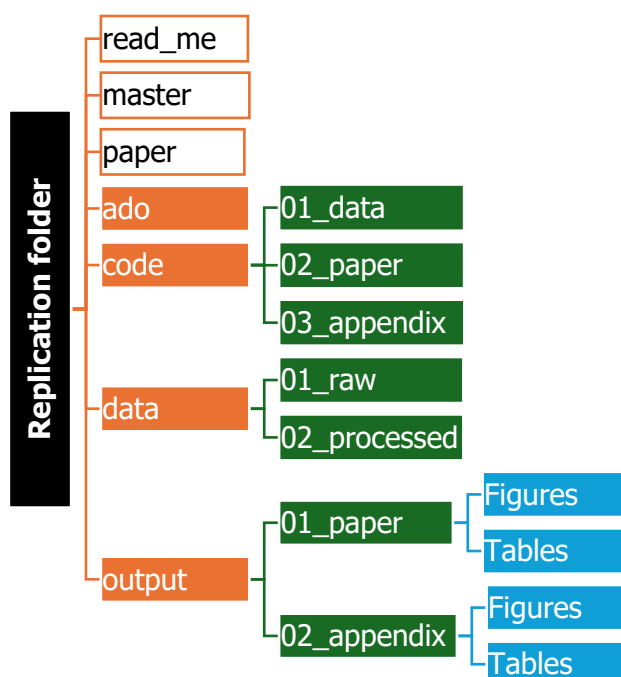 Replication folder
read_me
master
paper
ado
code
01_data
02_paper
03_appendix
data
01_raw
02_processed
output
01_paper
Figures
Tables
02_appendix
Figures
Tables